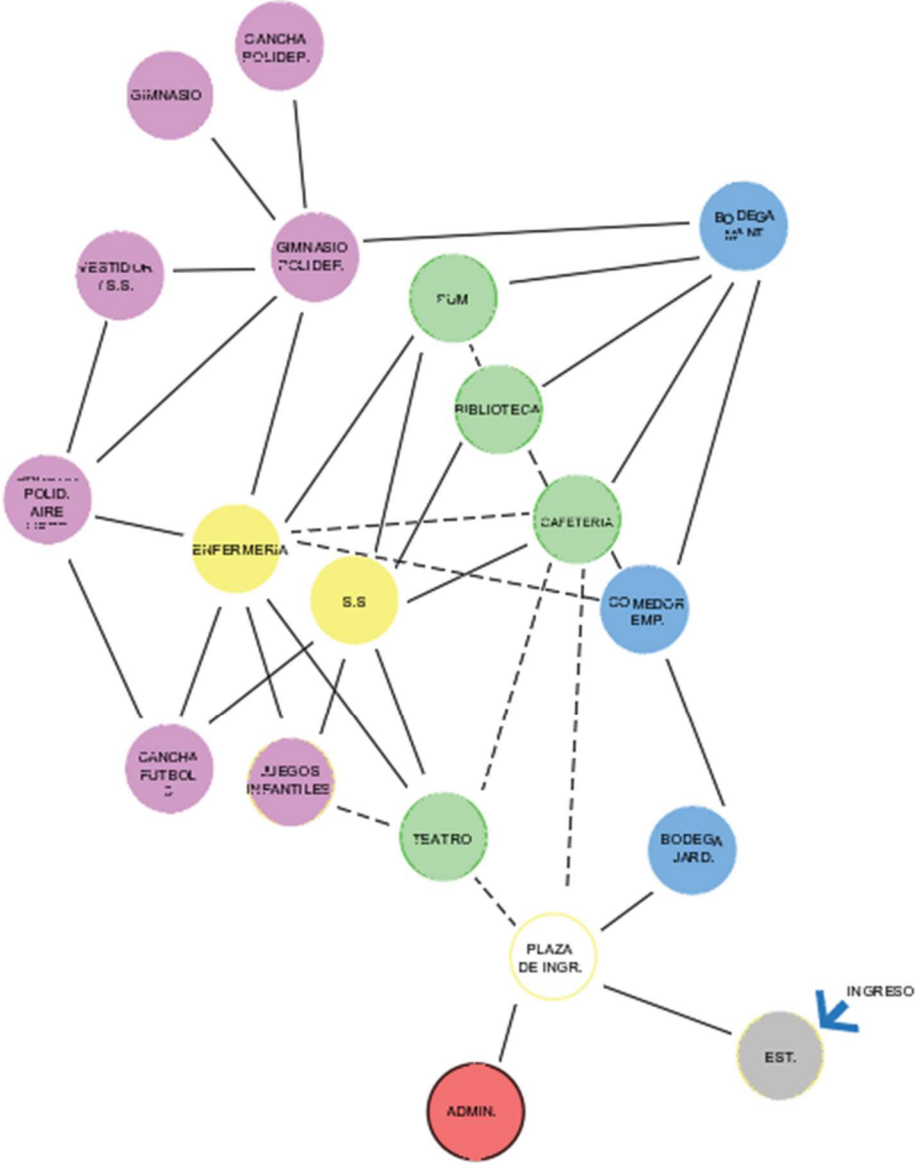 CANCHA
POLIDEP.
GIMNASIO
BODEGA
GIMNASIO
POLIDEP.
VESTIDOR
/ S.S.
SUM
BIBLIOTECA
POLID.
AIRE
CAFETERIA
ENFERMERIA
S.S
COMEDOR
EMP.
CANCHA
FUTBOL
JUEGOS
INFANTILES
TEATRO
BODEGA
JARD.
PLAZA
DE INGR.
INGRESO
EST.
ADMIN.